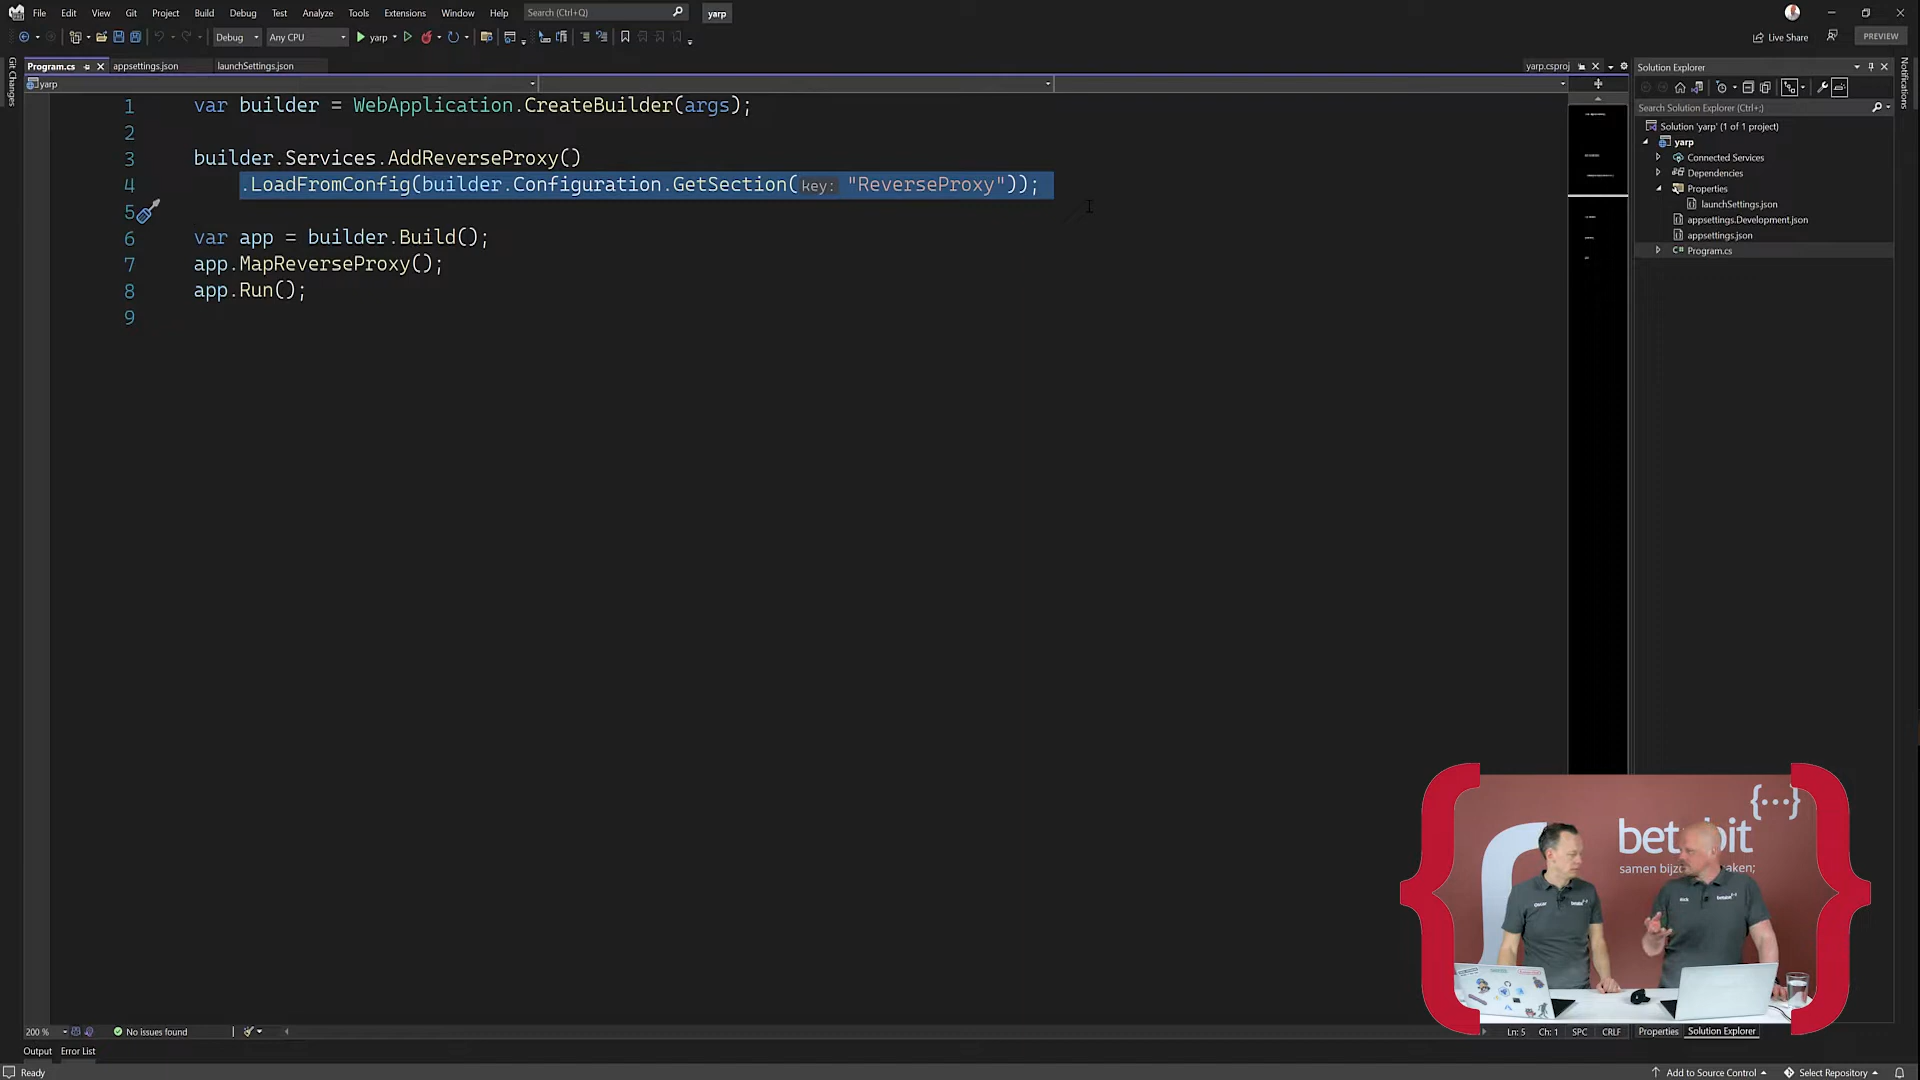 File Edit View Git Project Build Debug Test Analyze Tools Extensions Window Help Search (Ctrl+Q) yarp
Debug Any CPU yarp Live Share PREVIEW
Git Changes
Program.cs appsettings.json launchSettings.json yarp.csproj
yarp
1 var builder = WebApplication.CreateBuilder(args);
2
3 builder.Services.AddReverseProxy()
4 .LoadFromConfig(builder.Configuration.GetSection(key: "ReverseProxy"));
5
6 var app = builder.Build();
7 app.MapReverseProxy();
8 app.Run();
9
Solution Explorer
Search Solution Explorer (Ctrl+;)
Solution 'yarp' (1 of 1 project)
yarp
Connected Services
Dependencies
Properties
launchSettings.json
appsettings.Development.json
appsettings.json
C# Program.cs
Notifications
{···}
samen
Oscar
Rick
200 % No issues found Ln: 5 Ch: 1 SPC CRLF
Properties Solution Explorer
Output Error List
Ready Add to Source Control Select Repository